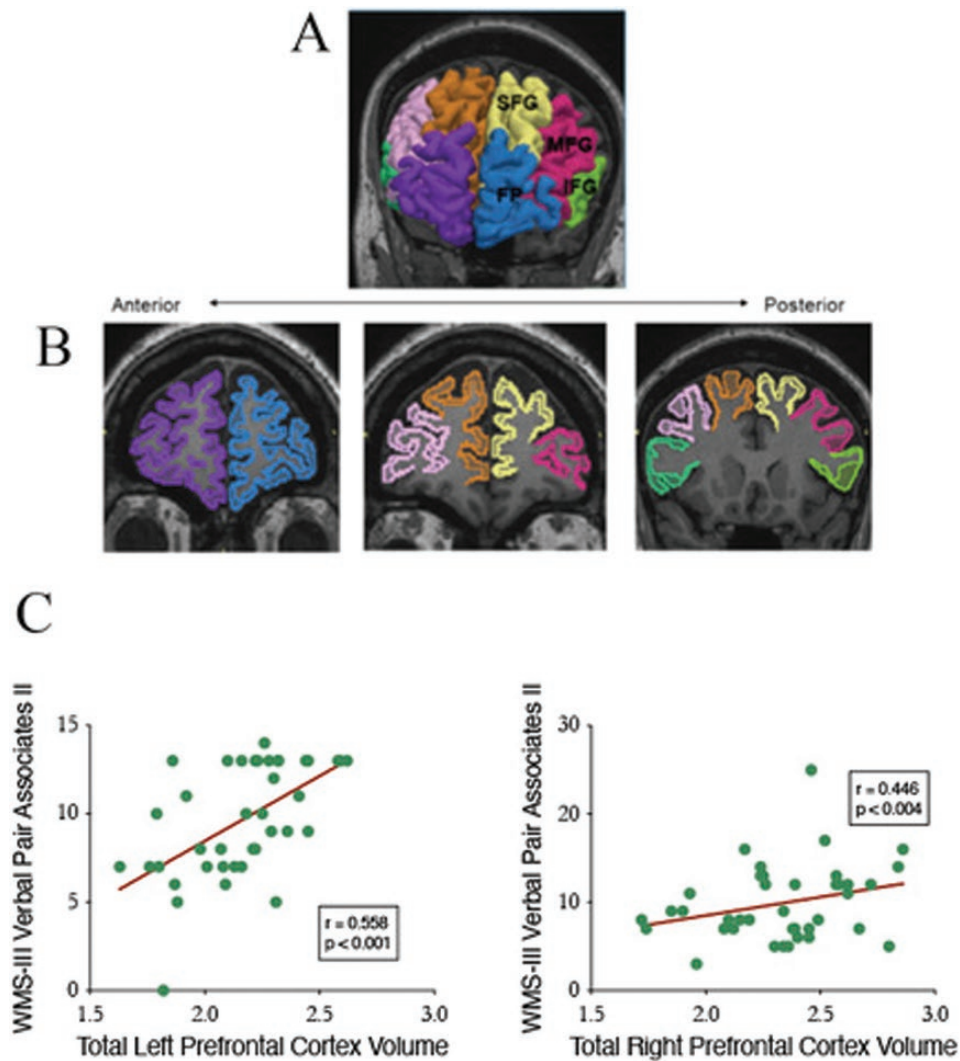 A
SFG
MFG
IFG
FP
Anterior
Posterior
B
C
WMS-III Verbal Pair Associates II
15
10
5
0
r = 0.558
p < 0.001
1.5 2.0 2.5 3.0
Total Left Prefrontal Cortex Volume
WMS-III Verbal Pair Associates II
30
20
10
0
r = 0.446
p < 0.004
1.5 2.0 2.5 3.0
Total Right Prefrontal Cortex Volume